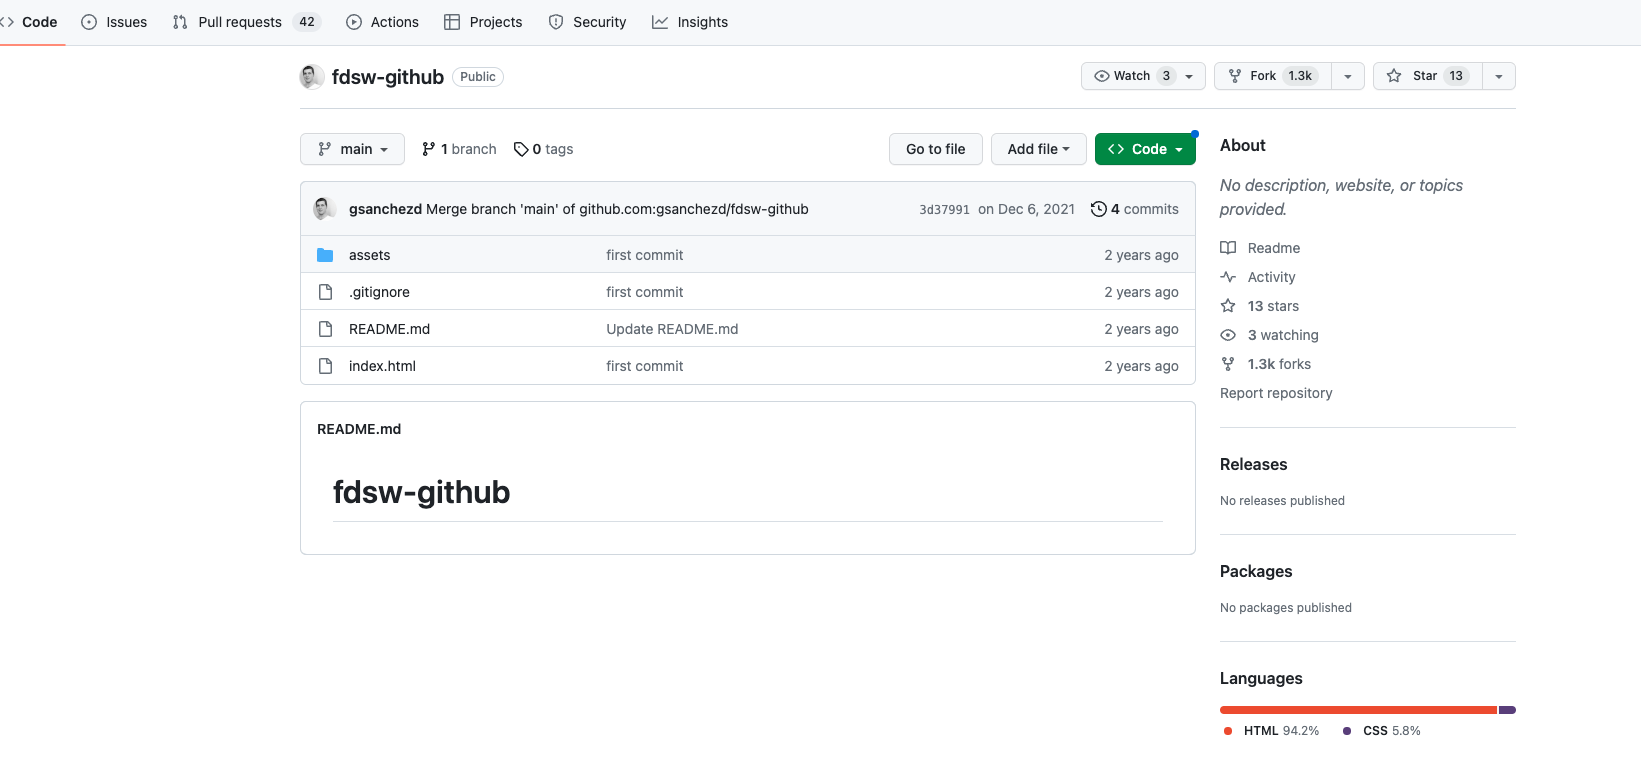 Code Issues Pull requests 42 Actions Projects Security Insights
fdsw-github Public Watch 3 Fork 1.3k Star 13
main 1 branch 0 tags Go to file Add file Code
gsanchezd Merge branch 'main' of github.com:gsanchezd/fdsw-github 3d37991 on Dec 6, 2021 4 commits
assets first commit 2 years ago
.gitignore first commit 2 years ago
README.md Update README.md 2 years ago
index.html first commit 2 years ago
README.md
fdsw-github
About
No description, website, or topics
provided.
Readme
Activity
13 stars
3 watching
1.3k forks
Report repository
Releases
No releases published
Packages
No packages published
Languages
HTML 94.2% CSS 5.8%